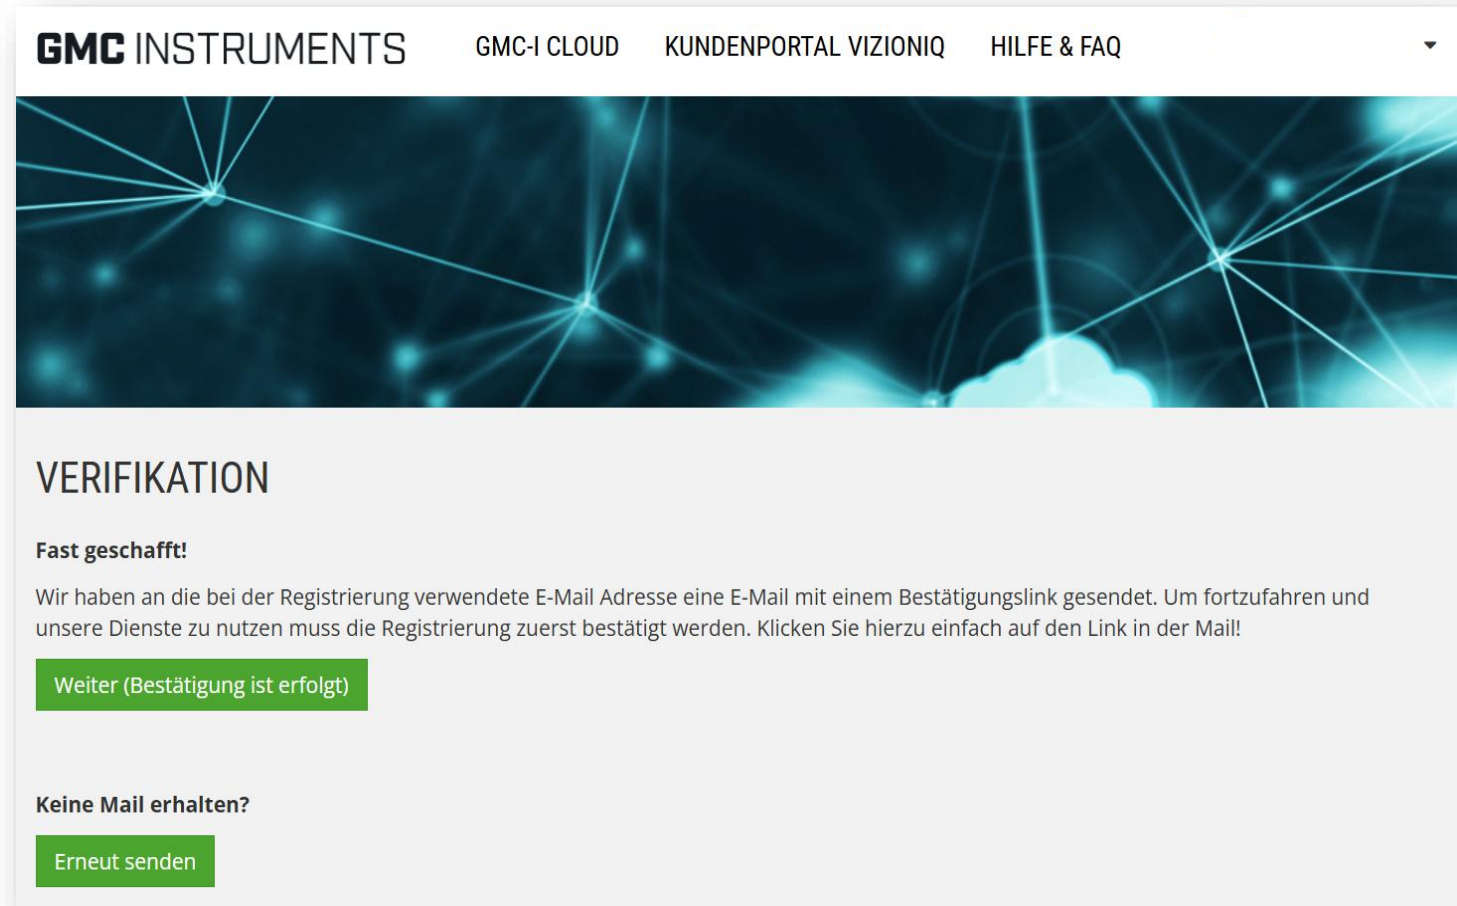 GMC INSTRUMENTS GMC-I CLOUD KUNDENPORTAL VIZIONIQ HILFE & FAQ
VERIFIKATION
Fast geschafft!
Wir haben an die bei der Registrierung verwendete E-Mail Adresse eine E-Mail mit einem Bestätigungslink gesendet. Um fortzufahren und
unsere Dienste zu nutzen muss die Registrierung zuerst bestätigt werden. Klicken Sie hierzu einfach auf den Link in der Mail!
Weiter (Bestätigung ist erfolgt)
Keine Mail erhalten?
Erneut senden